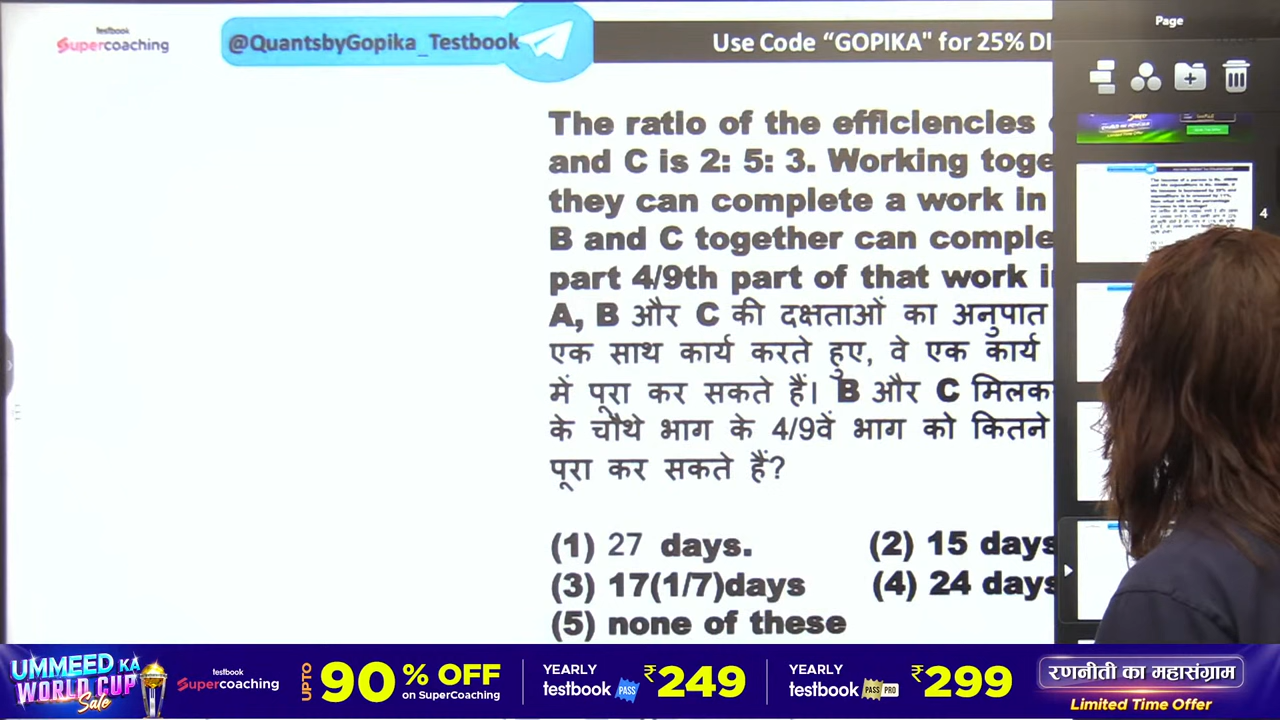 testbook
Supercoaching
@QuantsbyGopika_Testbook
Use Code “GOPIKA" for 25% DI
Page
4
The ratio of the efficiencies
and C is 2: 5: 3. Working toge
they can complete a work in
B and C together can comple
part 4/9th part of that work i
A, B और C की दक्षताओं का अनुपात
एक साथ कार्य करते हुए, वे एक कार्य
में पूरा कर सकते हैं। B और C मिलक
के चौथे भाग के 4/9वें भाग को कितने
पूरा कर सकते हैं?
(1) 27 days.
(2) 15 days
(3) 17(1/7)days
(4) 24 days
(5) none of these
UMMEED KA
WORLD CUP
Sale
testbook
Supercoaching
UPTO 90% OFF
on SuperCoaching
YEARLY
testbook PASS
₹249
YEARLY
testbook PASS PRO
₹299
रणनीती का महासंग्राम
Limited Time Offer